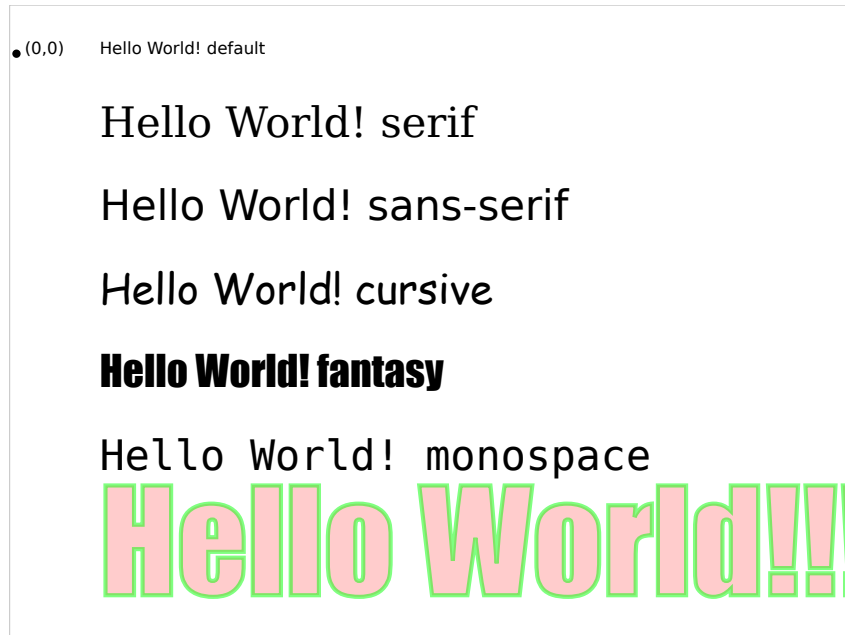 (0,0) Hello World! default
Hello World! serif
Hello World! sans-serif
Hello World! cursive
Hello World! fantasy
Hello World! monospace
Hello World!!!